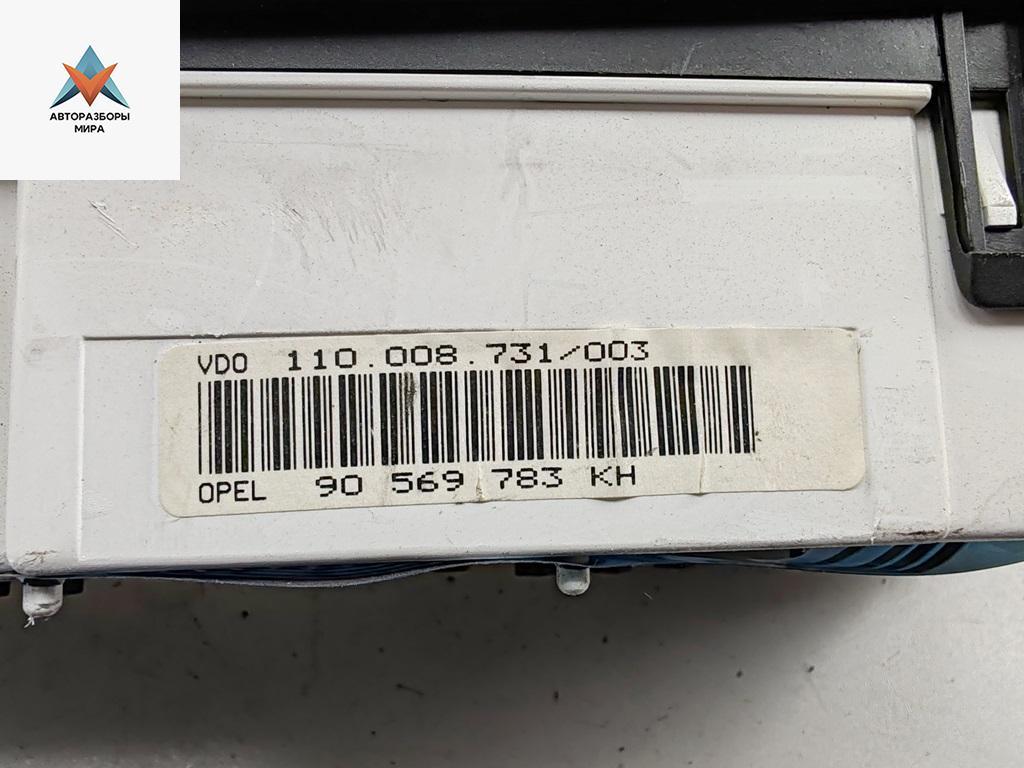 АВТОРАЗБОРЫ
МИРА
VDO 110.008.731/003
OPEL 90 569 783 KH